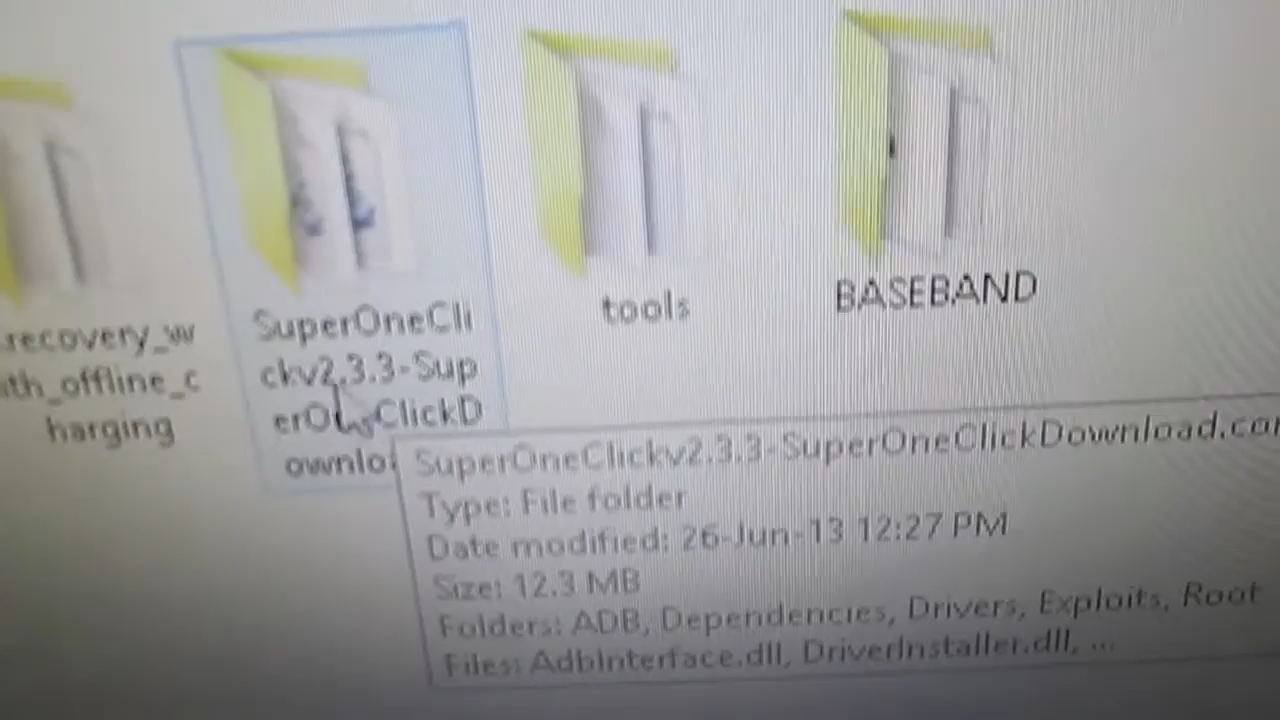 recovery_w
ith_offline_c
harging
SuperOneCli
ckv2.3.3-Sup
erOneClickD
ownlo
tools
BASEBAND
SuperOneClickv2.3.3-SuperOneClickDownload.co
Type: File folder
Date modified: 26-Jun-13 12:27 PM
Size: 12.3 MB
Folders: ADB, Dependencies, Drivers, Exploits, Root
Files: AdbInterface.dll, DriverInstaller.dll, ...